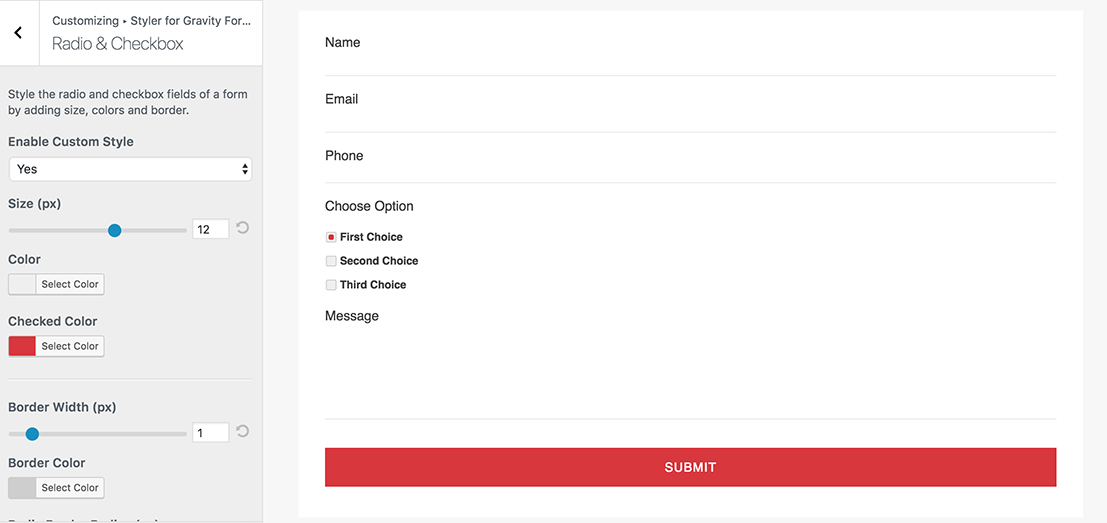 Customizing ▸ Styler for Gravity For...
Radio & Checkbox
Style the radio and checkbox fields of a form
by adding size, colors and border.
Enable Custom Style
Yes
Size (px)
12
Color
Select Color
Checked Color
Select Color
Border Width (px)
1
Border Color
Select Color
Name
Email
Phone
Choose Option
First Choice
Second Choice
Third Choice
Message
SUBMIT